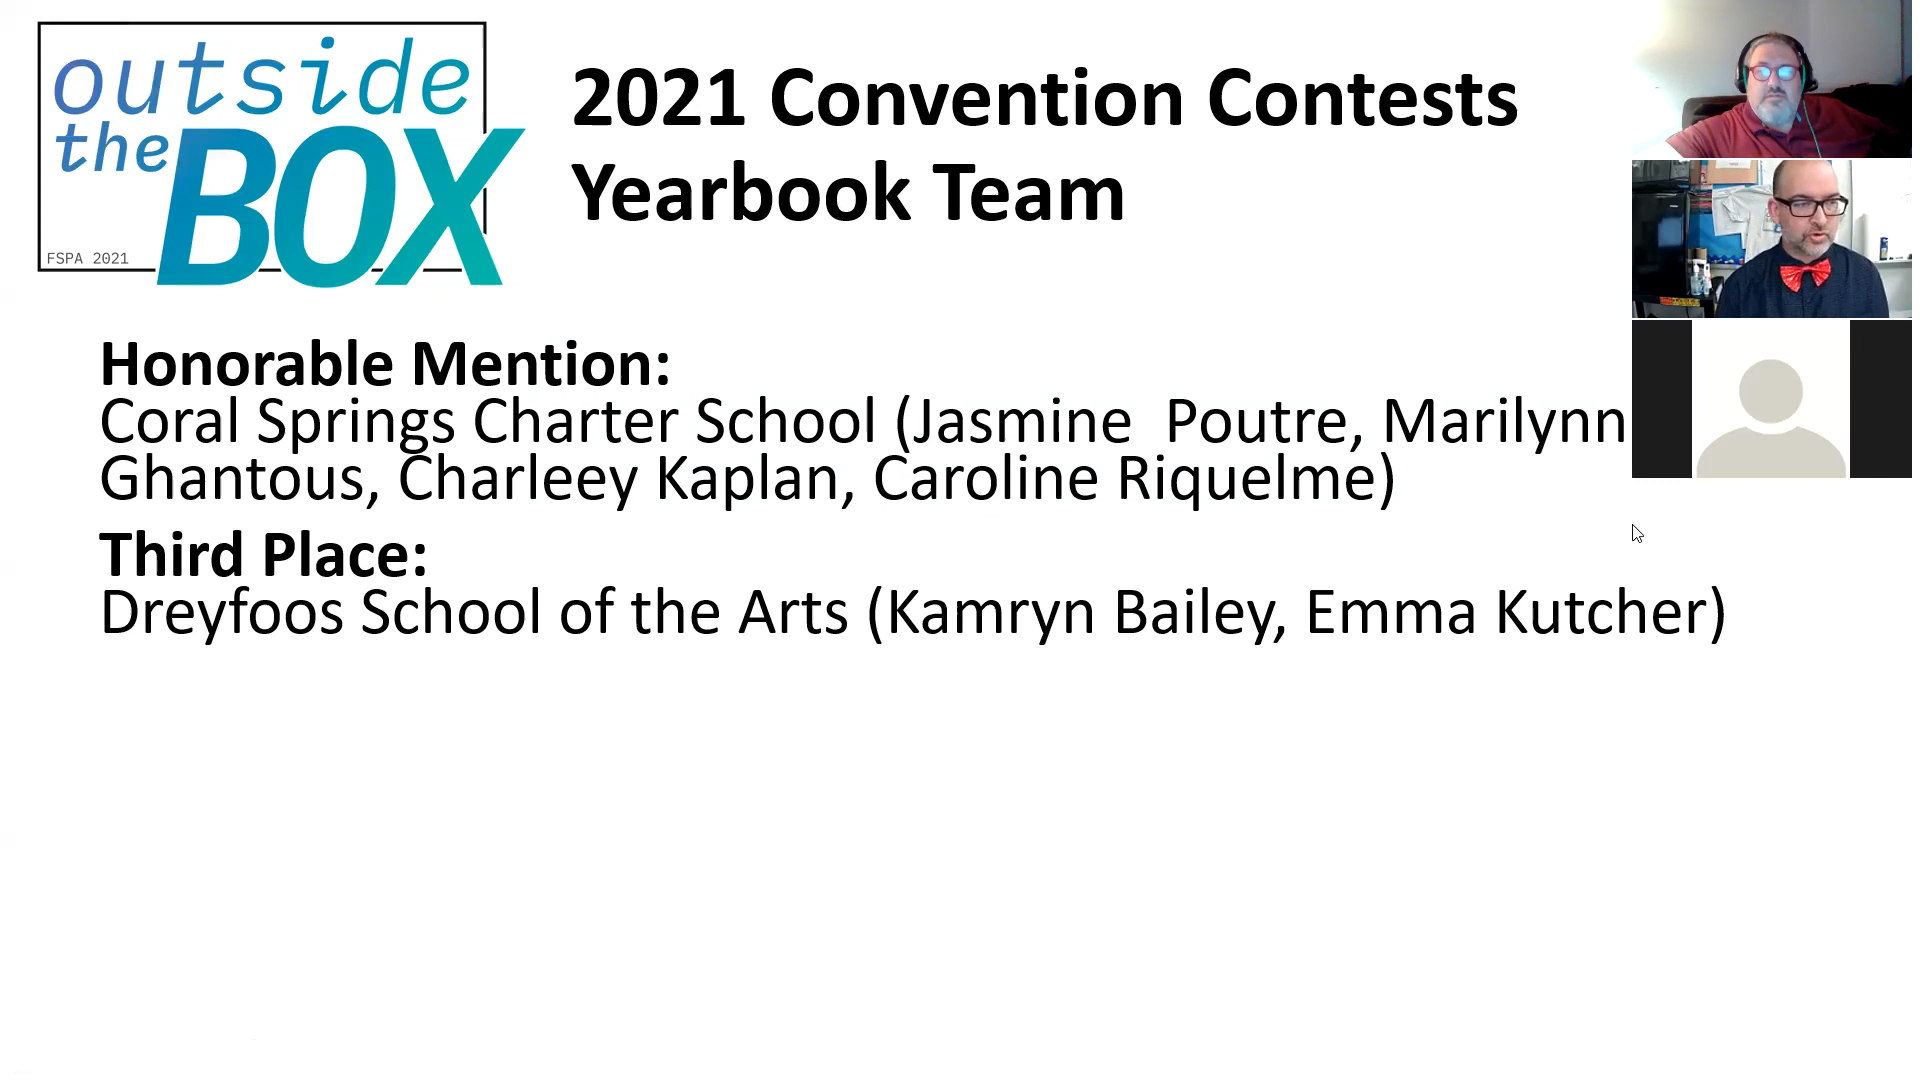 outside
the BOX
FSPA 2021
2021 Convention Contests
Yearbook Team
Honorable Mention:
Coral Springs Charter School (Jasmine  Poutre, Marilynn
Ghantous, Charleey Kaplan, Caroline Riquelme)
Third Place:
Dreyfoos School of the Arts (Kamryn Bailey, Emma Kutcher)